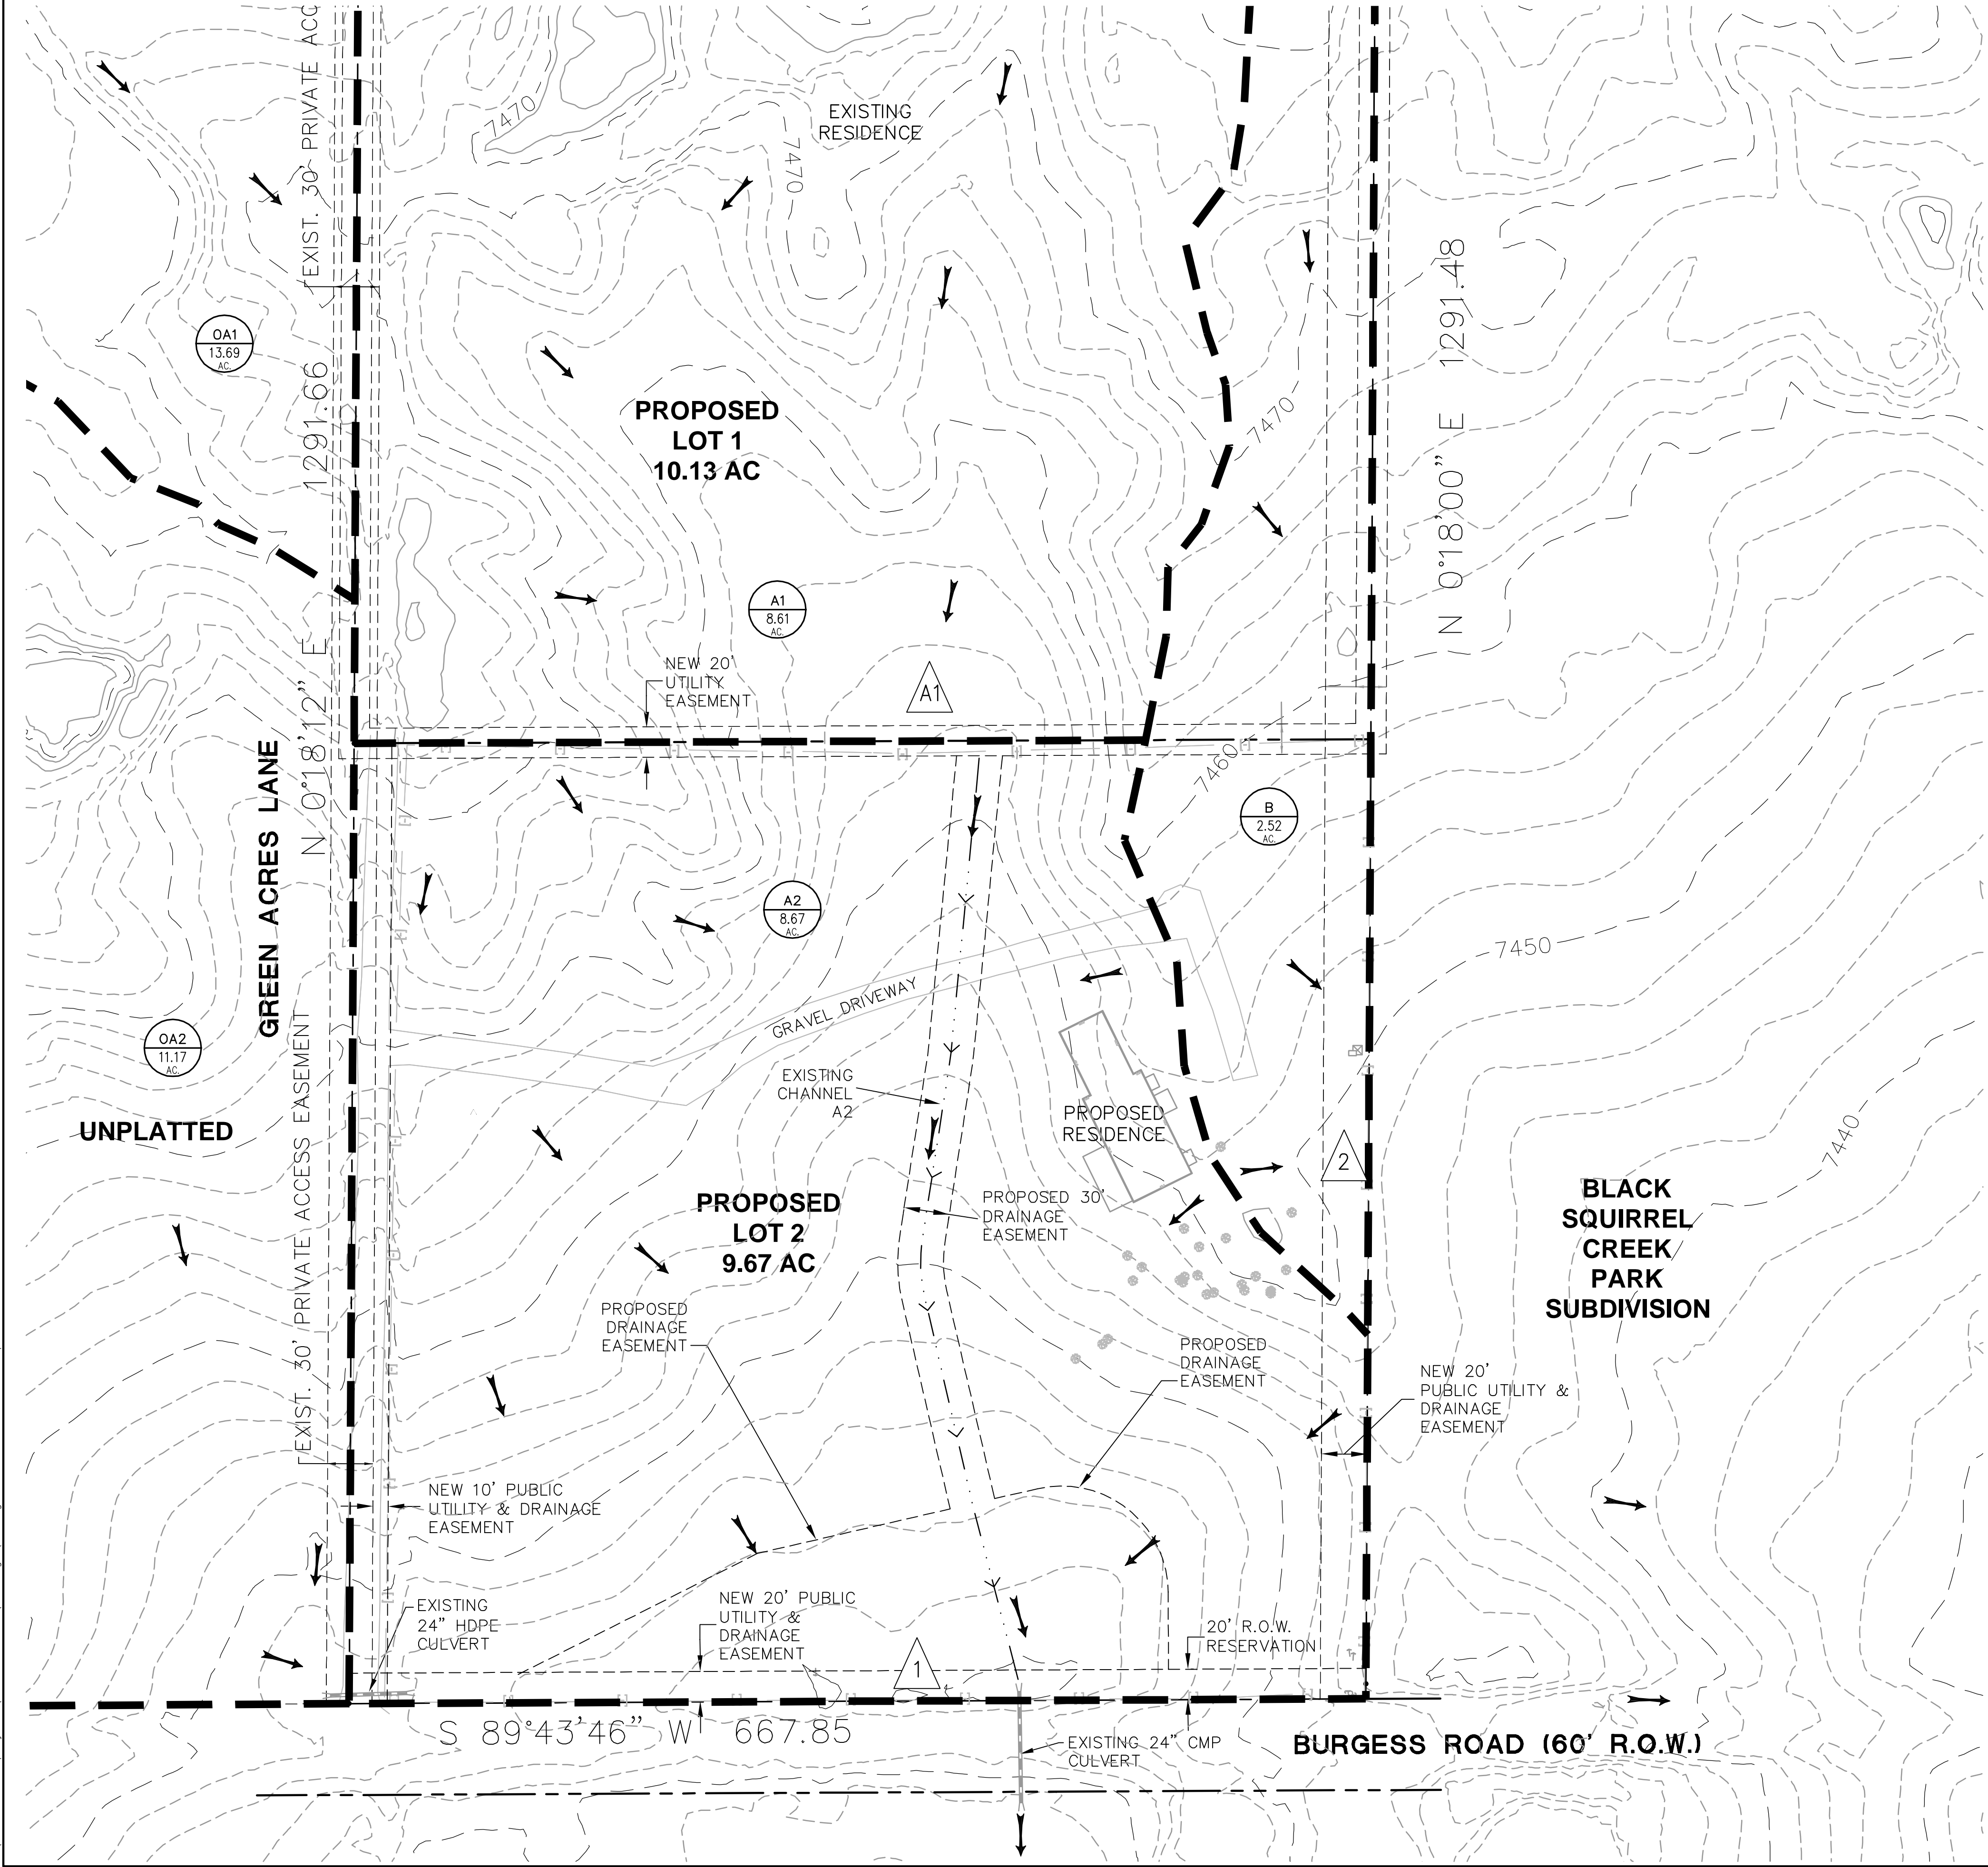 EXIST. 30' PRIVATE ACC
7470
EXISTING
RESIDENCE
7470
OA1
13.69
AC.
1291.66
N 0°18'12" E
PROPOSED
LOT 1
10.13 AC
7470
N 0°18'00" E 1291.48
A1
8.61
AC.
A1
NEW 20'
UTILITY
EASEMENT
7460
B
2.52
AC.
GREEN ACRES LANE
A2
8.67
AC.
7450
GRAVEL DRIVEWAY
OA2
11.17
AC.
EXIST. 30' PRIVATE ACCESS EASEMENT
EXISTING
CHANNEL
A2
UNPLATTED
PROPOSED
RESIDENCE
2
7440
PROPOSED
LOT 2
9.67 AC
PROPOSED 30'
DRAINAGE
EASEMENT
BLACK
SQUIRREL
CREEK
PARK
SUBDIVISION
PROPOSED
DRAINAGE
EASEMENT
PROPOSED
DRAINAGE
EASEMENT
NEW 20'
PUBLIC UTILITY &
DRAINAGE
EASEMENT
NEW 10' PUBLIC
UTILITY & DRAINAGE
EASEMENT
EXISTING
24" HDPE
CULVERT
NEW 20' PUBLIC
UTILITY &
DRAINAGE
EASEMENT
1
20' R.O.W.
RESERVATION
S 89°43'46" W 667.85
EXISTING 24" CMP
CULVERT
BURGESS ROAD (60' R.O.W.)